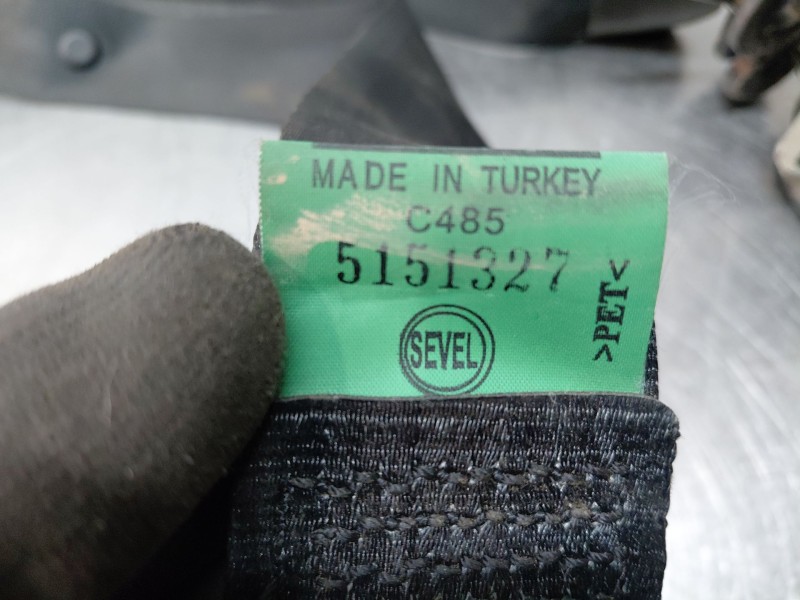 MADE IN TURKEY
C485
5151327
>PET<
SEVEL